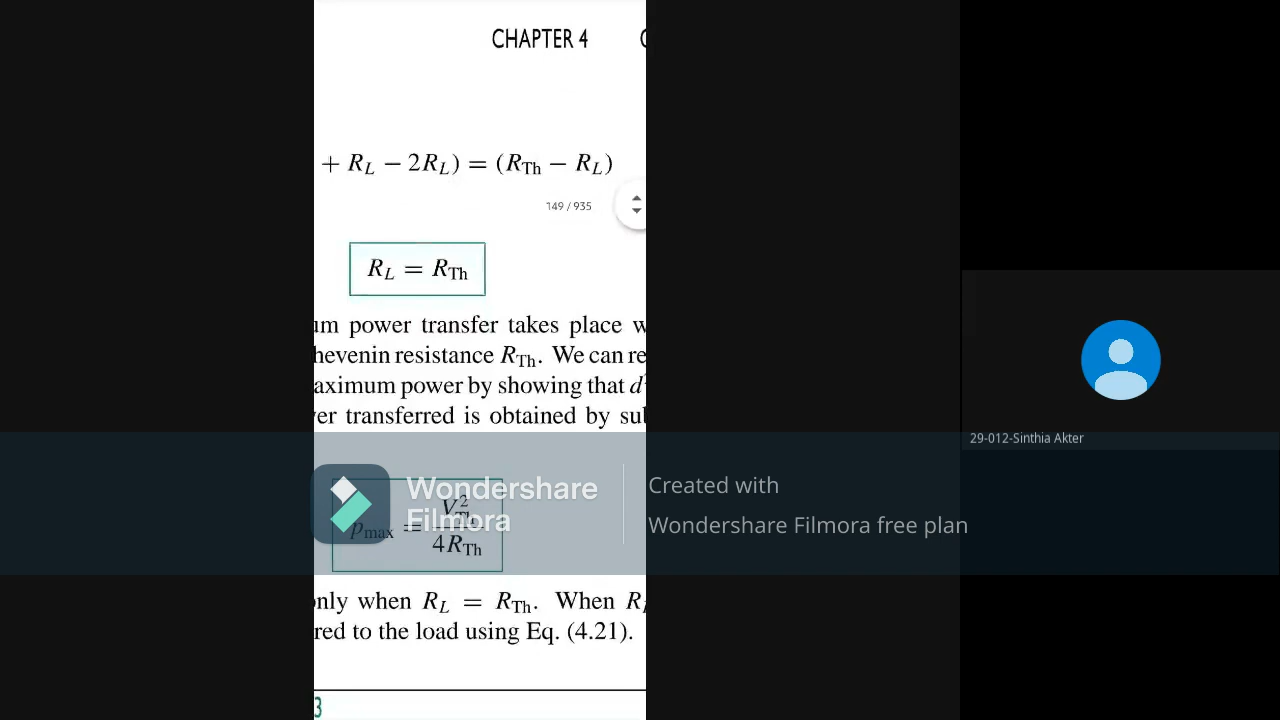 CHAPTER 4
+ R_L − 2R_L) = (R_Th − R_L)
149 / 935
R_L = R_Th
um power transfer takes place
hevenin resistance R_Th. We can re
aximum power by showing that d
er transferred is obtained by sub
Wondershare
Filmora
Created with
Wondershare Filmora free plan
p_max = V_Th^2 / 4R_Th
29-012-Sinthia Akter
only when R_L = R_Th. When R
red to the load using Eq. (4.21).
3